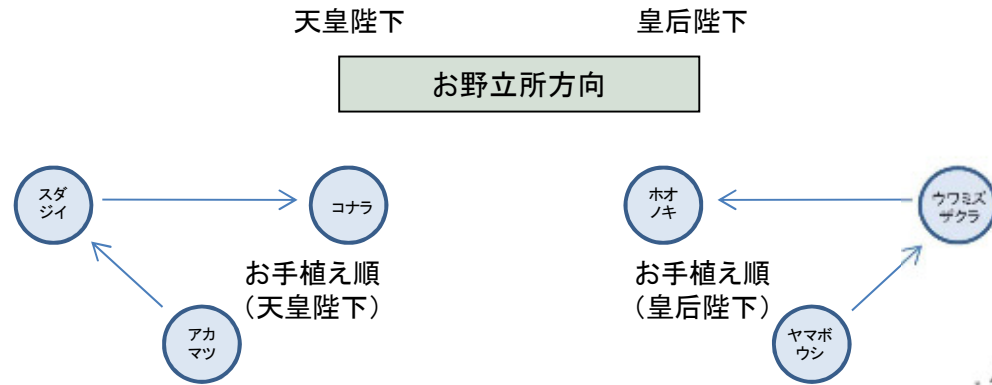 天皇陛下
皇后陛下
お野立所方向
スダ
ジイ
コナラ
ホオ
ノキ
ウワミズ
ザクラ
お手植え順
（天皇陛下）
お手植え順
（皇后陛下）
アカ
マツ
ヤマボ
ウシ